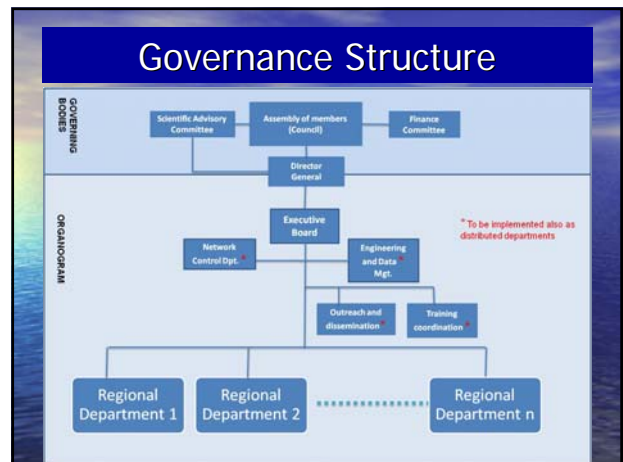 Governance Structure
GOVERNING
BODIES
Scientific Advisory
Committee
Assembly of members
(Council)
Finance
Committee
Director
General
ORGANOGRAM
Executive
Board
* To be implemented also as
distributed departments
Network
Control Dpt. *
Engineering
and Data *
Mgt.
Outreach and
dissemination *
Training
coordination *
Regional
Department 1
Regional
Department 2
Regional
Department n